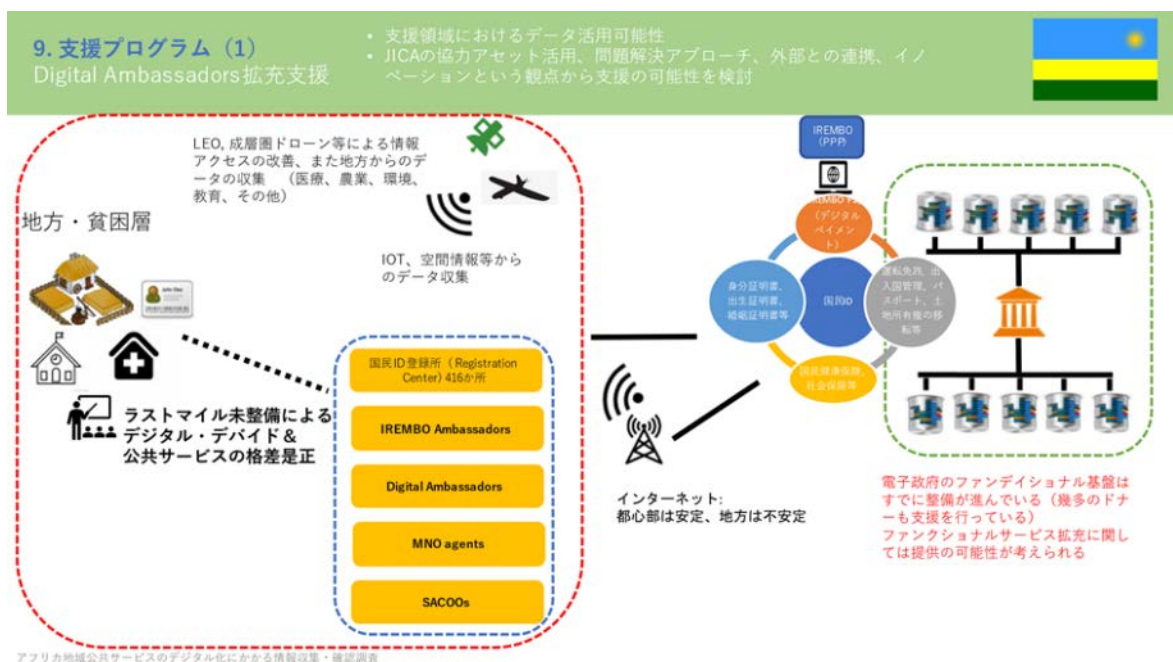 9. 支援プログラム（1）
Digital Ambassadors拡充支援
• 支援領域におけるデータ活用可能性
• JICAの協力アセット活用、問題解決アプローチ、外部との連携、イノ
ベーションという観点から支援の可能性を検討
LEO, 成層圏ドローン等による情報
アクセスの改善、また地方からのデ
ータの収集 （医療、農業、環境、
教育、その他）
地方・貧困層
IOT、空間情報等から
のデータ収集
国民ID登録所（Registration
Center) 416か所
IREMBO Ambassadors
Digital Ambassadors
MNO agents
SACOOs
ラストマイル未整備による
デジタル・デバイド＆
公共サービスの格差是正
インターネット:
都心部は安定、地方は不安定
IREMBO
(PPP)
（デジタル
ペイメン
ト）
身分証明書、
出生証明書、
婚姻証明書等
国民ID
運転免許、出
入国管理、パ
スポート、土
地所有権の移
転等
国民健康保険、
社会保障等
電子政府のファンデイショナル基盤は
すでに整備が進んでいる（幾多のドナ
ーも支援を行っている）
ファンクショナルサービス拡充に関し
ては提供の可能性が考えられる
アフリカ地域公共サービスのデジタル化にかかる情報収集・確認調査